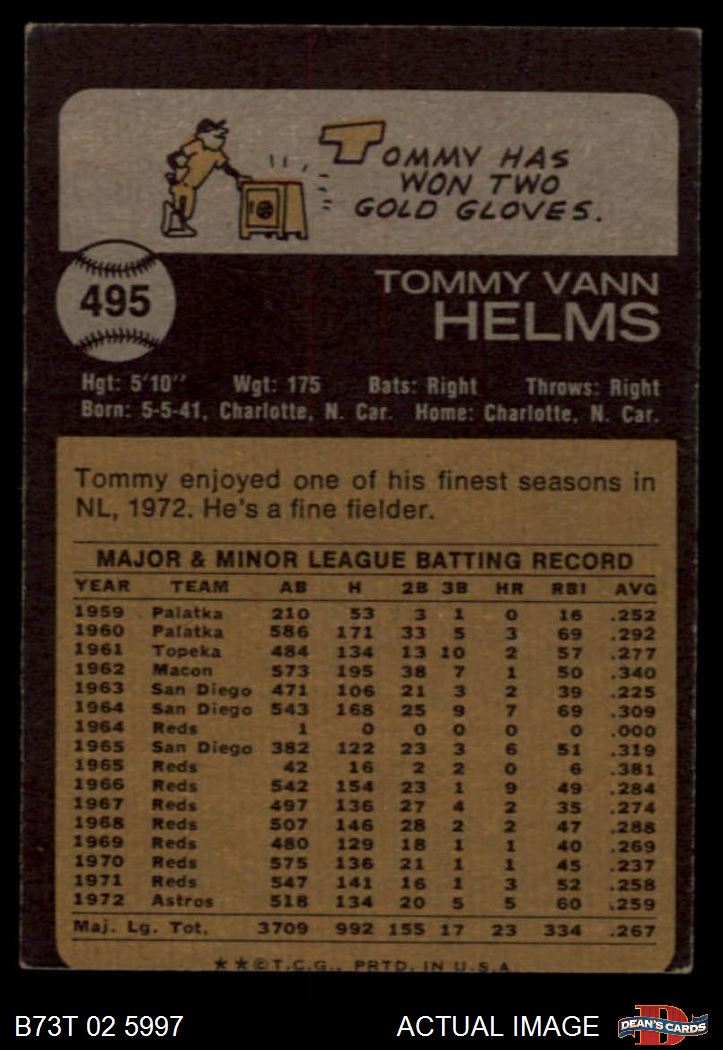 TOMMY HAS
WON TWO
GOLD GLOVES.
495
TOMMY VANN
HELMS
Hgt: 5'10" Wgt: 175 Bats: Right Throws: Right
Born: 5-5-41, Charlotte, N. Car. Home: Charlotte, N. Car.
Tommy enjoyed one of his finest seasons in
NL, 1972. He's a fine fielder.
MAJOR & MINOR LEAGUE BATTING RECORD
YEAR TEAM AB H 2B 3B HR RBI AVG
1959 Palatka 210 53 3 1 0 16 .252
1960 Palatka 586 171 33 5 3 69 .292
1961 Topeka 484 134 13 10 2 57 .277
1962 Macon 573 195 38 7 1 50 .340
1963 San Diego 471 106 21 3 2 39 .225
1964 San Diego 543 168 25 9 7 69 .309
1964 Reds 1 0 0 0 0 0 .000
1965 San Diego 382 122 23 3 6 51 .319
1965 Reds 42 16 2 2 0 6 .381
1966 Reds 542 154 23 1 9 49 .284
1967 Reds 497 136 27 4 2 35 .274
1968 Reds 507 146 28 2 2 47 .288
1969 Reds 480 129 18 1 1 40 .269
1970 Reds 575 136 21 1 1 45 .237
1971 Reds 547 141 16 1 3 52 .258
1972 Astros 518 134 20 5 5 60 .259
Maj. Lg. Tot. 3709 992 155 17 23 334 .267
★★©T.C.G., PRTD. IN U.S.A.
B73T 02 5997 ACTUAL IMAGE
D
DEAN'S CARDS